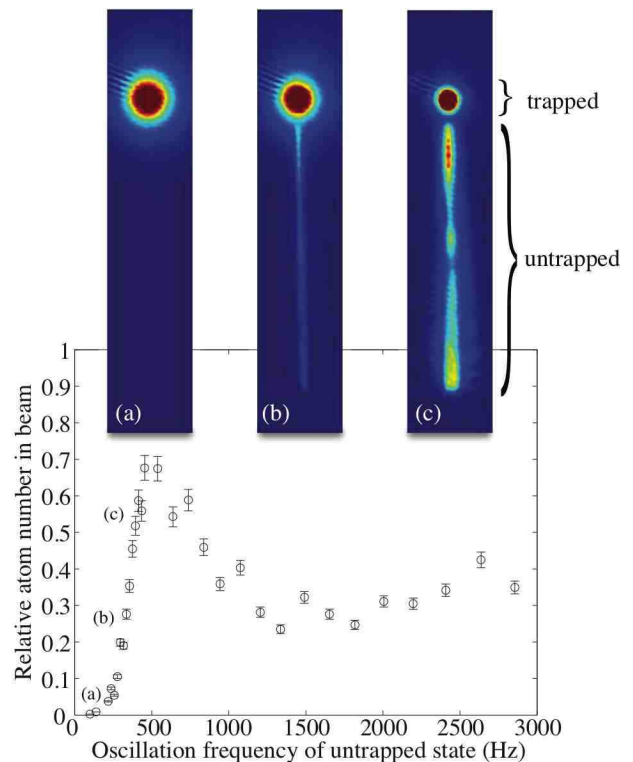 trapped
untrapped
(a)
(b)
(c)
1
0.9
0.8
0.7
0.6
0.5
0.4
0.3
0.2
0.1
0
(c)
(b)
(a)
Relative atom number in beam
0 500 1000 1500 2000 2500 3000
Oscillation frequency of untrapped state (Hz)